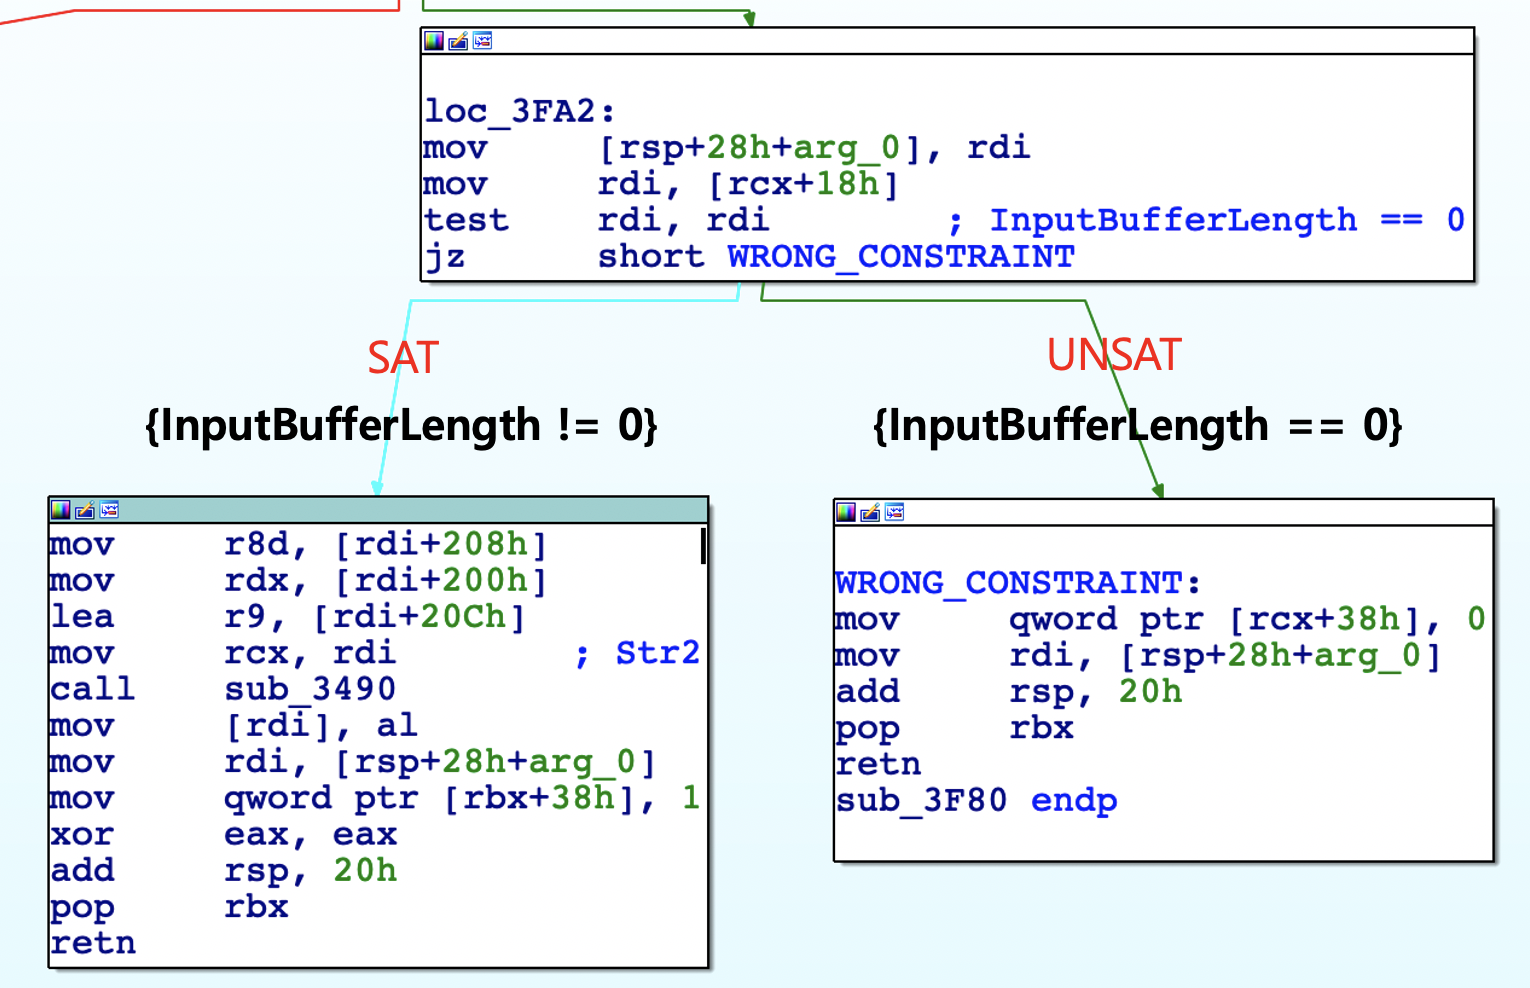 loc_3FA2:
mov [rsp+28h+arg_0], rdi
mov rdi, [rcx+18h]
test rdi, rdi ; InputBufferLength == 0
jz short WRONG_CONSTRAINT
SAT
{InputBufferLength != 0}
UNSAT
{InputBufferLength == 0}
mov r8d, [rdi+208h]
mov rdx, [rdi+200h]
lea r9, [rdi+20Ch]
mov rcx, rdi ; Str2
call sub_3490
mov [rdi], al
mov rdi, [rsp+28h+arg_0]
mov qword ptr [rbx+38h], 1
xor eax, eax
add rsp, 20h
pop rbx
retn
WRONG_CONSTRAINT:
mov qword ptr [rcx+38h], 0
mov rdi, [rsp+28h+arg_0]
add rsp, 20h
pop rbx
retn
sub_3F80 endp